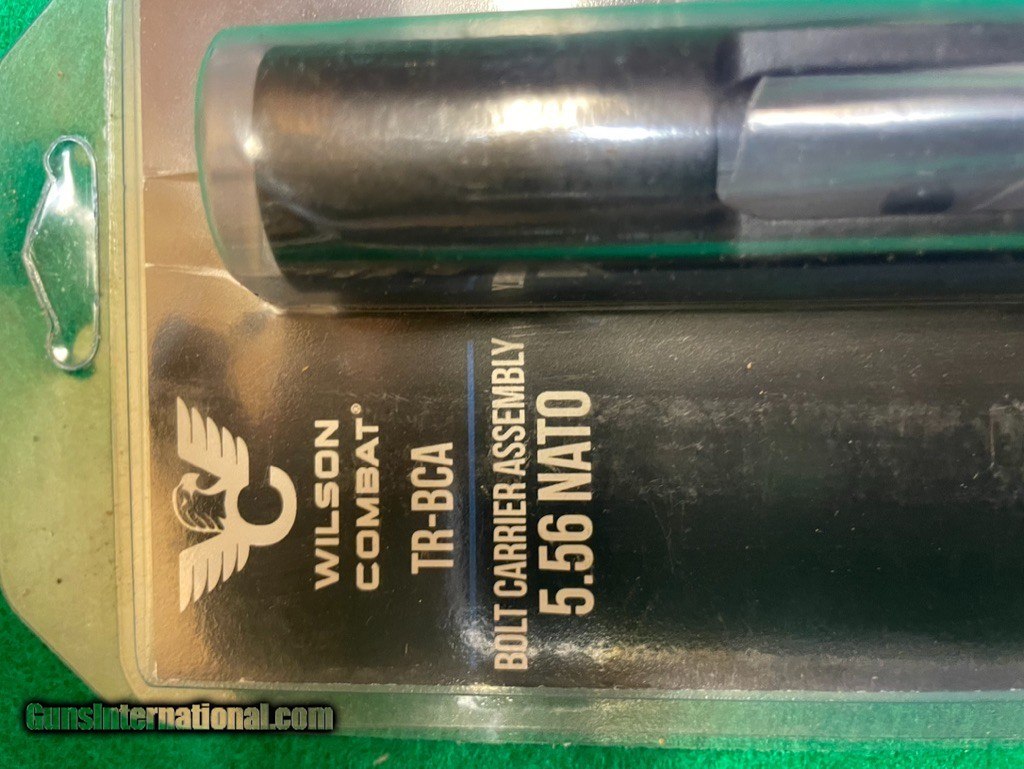 WILSON
COMBAT®
TR-BCA
BOLT CARRIER ASSEMBLY
5.56 NATO
GunsInternational.com